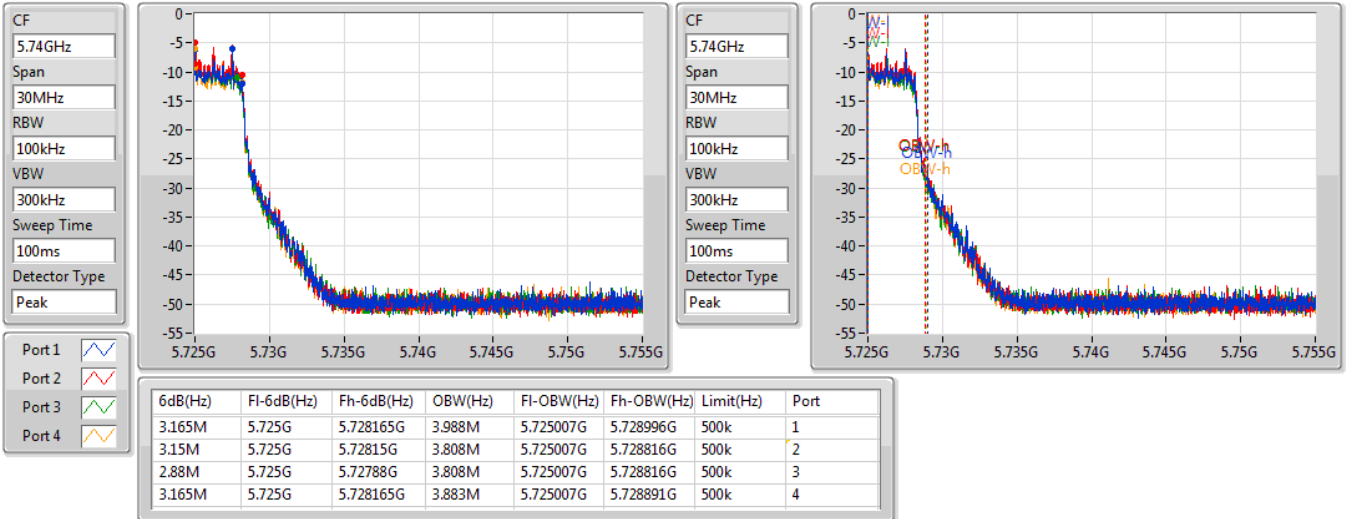 CF
5.74GHz
Span
30MHz
RBW
100kHz
VBW
300kHz
Sweep Time
100ms
Detector Type
Peak
0
-5
-10
-15
-20
-25
-30
-35
-40
-45
-50
-55
5.725G 5.73G 5.735G 5.74G 5.745G 5.75G 5.755G
CF
5.74GHz
Span
30MHz
RBW
100kHz
VBW
300kHz
Sweep Time
100ms
Detector Type
Peak
0
-5
-10
-15
-20
-25
-30
-35
-40
-45
-50
-55
OBW-h
OBW-h
OBW-h
5.725G 5.73G 5.735G 5.74G 5.745G 5.75G 5.755G
Port 1
Port 2
Port 3
Port 4
6dB(Hz) Fl-6dB(Hz) Fh-6dB(Hz) OBW(Hz) Fl-OBW(Hz) Fh-OBW(Hz) Limit(Hz) Port
3.165M 5.725G 5.728165G 3.988M 5.725007G 5.728996G 500k 1
3.15M 5.725G 5.72815G 3.808M 5.725007G 5.728816G 500k 2
2.88M 5.725G 5.72788G 3.808M 5.725007G 5.728816G 500k 3
3.165M 5.725G 5.728165G 3.883M 5.725007G 5.728891G 500k 4